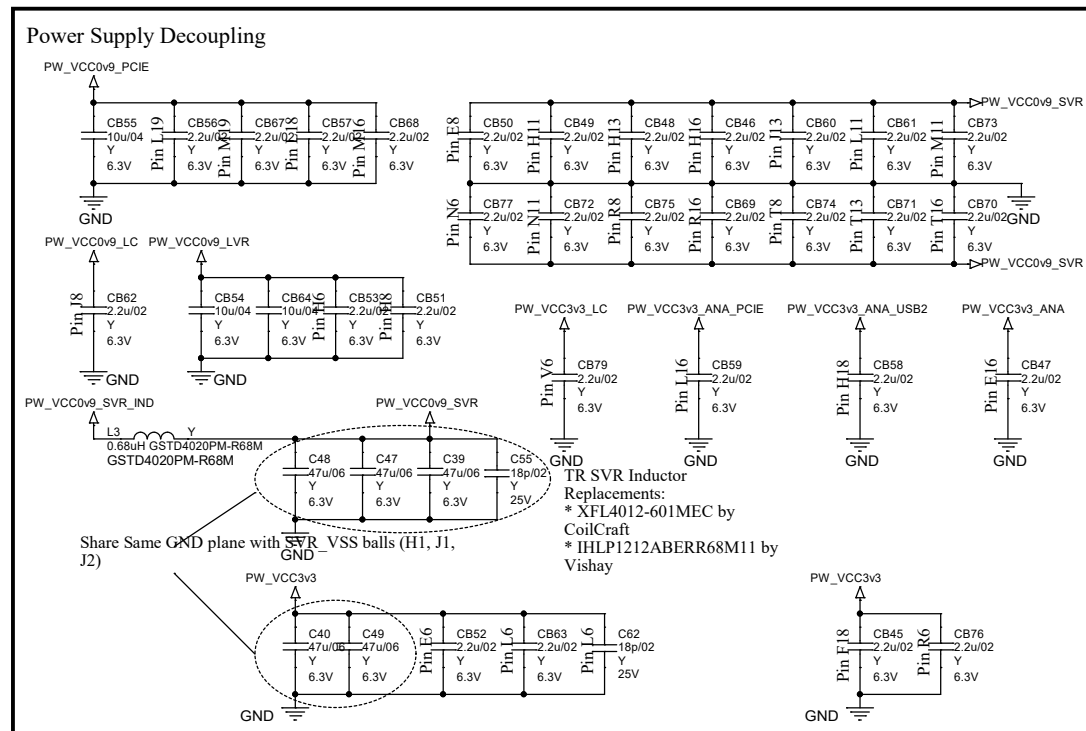 Power Supply Decoupling
PW_VCC0v9_PCIE
CB55
10u/04
Y
6.3V
Pin L19
CB56
2.2u/02
Y
6.3V
Pin M19
CB67
2.2u/02
Y
6.3V
CB57
2.2u/02
Y
6.3V
Pin M16
CB68
2.2u/02
Y
6.3V
GND
PW_VCC0v9_SVR
Pin E8
CB50
2.2u/02
Y
6.3V
Pin H11
CB49
2.2u/02
Y
6.3V
Pin H13
CB48
2.2u/02
Y
6.3V
Pin H16
CB46
2.2u/02
Y
6.3V
Pin J13
CB60
2.2u/02
Y
6.3V
Pin L11
CB61
2.2u/02
Y
6.3V
Pin M11
CB73
2.2u/02
Y
6.3V
Pin N6
CB77
2.2u/02
Y
6.3V
Pin N11
CB72
2.2u/02
Y
6.3V
Pin R8
CB75
2.2u/02
Y
6.3V
Pin R16
CB69
2.2u/02
Y
6.3V
Pin T8
CB74
2.2u/02
Y
6.3V
Pin T13
CB71
2.2u/02
Y
6.3V
Pin T16
CB70
2.2u/02
Y
6.3V
GND
PW_VCC0v9_SVR
PW_VCC0v9_LC
Pin J8
CB62
2.2u/02
Y
6.3V
GND
PW_VCC0v9_LVR
CB54
10u/04
Y
6.3V
CB64
10u/04
Y
6.3V
Pin H6
CB53
2.2u/02
Y
6.3V
Pin H8
CB51
2.2u/02
Y
6.3V
GND
PW_VCC3v3_LC
Pin V6
CB79
2.2u/02
Y
6.3V
GND
PW_VCC3v3_ANA_PCIE
Pin L16
CB59
2.2u/02
Y
6.3V
GND
PW_VCC3v3_ANA_USB2
Pin H18
CB58
2.2u/02
Y
6.3V
GND
PW_VCC3v3_ANA
Pin E16
CB47
2.2u/02
Y
6.3V
GND
PW_VCC0v9_SVR_IND
L3
Y
0.68uH GSTD4020PM-R68M
GSTD4020PM-R68M
PW_VCC0v9_SVR
C48
47u/06
Y
6.3V
C47
47u/06
Y
6.3V
C39
47u/06
Y
6.3V
C55
18p/02
Y
25V
GND
TR SVR Inductor
Replacements:
* XFL4012-601MEC by
CoilCraft
* IHLP1212ABERR68M11 by
Vishay
Share Same GND plane with SVR_VSS balls (H1, J1,
J2)
PW_VCC3v3
C40
47u/06
Y
6.3V
C49
47u/06
Y
6.3V
Pin E6
CB52
2.2u/02
Y
6.3V
Pin L6
CB63
2.2u/02
Y
6.3V
Pin L6
C62
18p/02
Y
25V
GND
PW_VCC3v3
Pin F18
CB45
2.2u/02
Y
6.3V
Pin R6
CB76
2.2u/02
Y
6.3V
GND